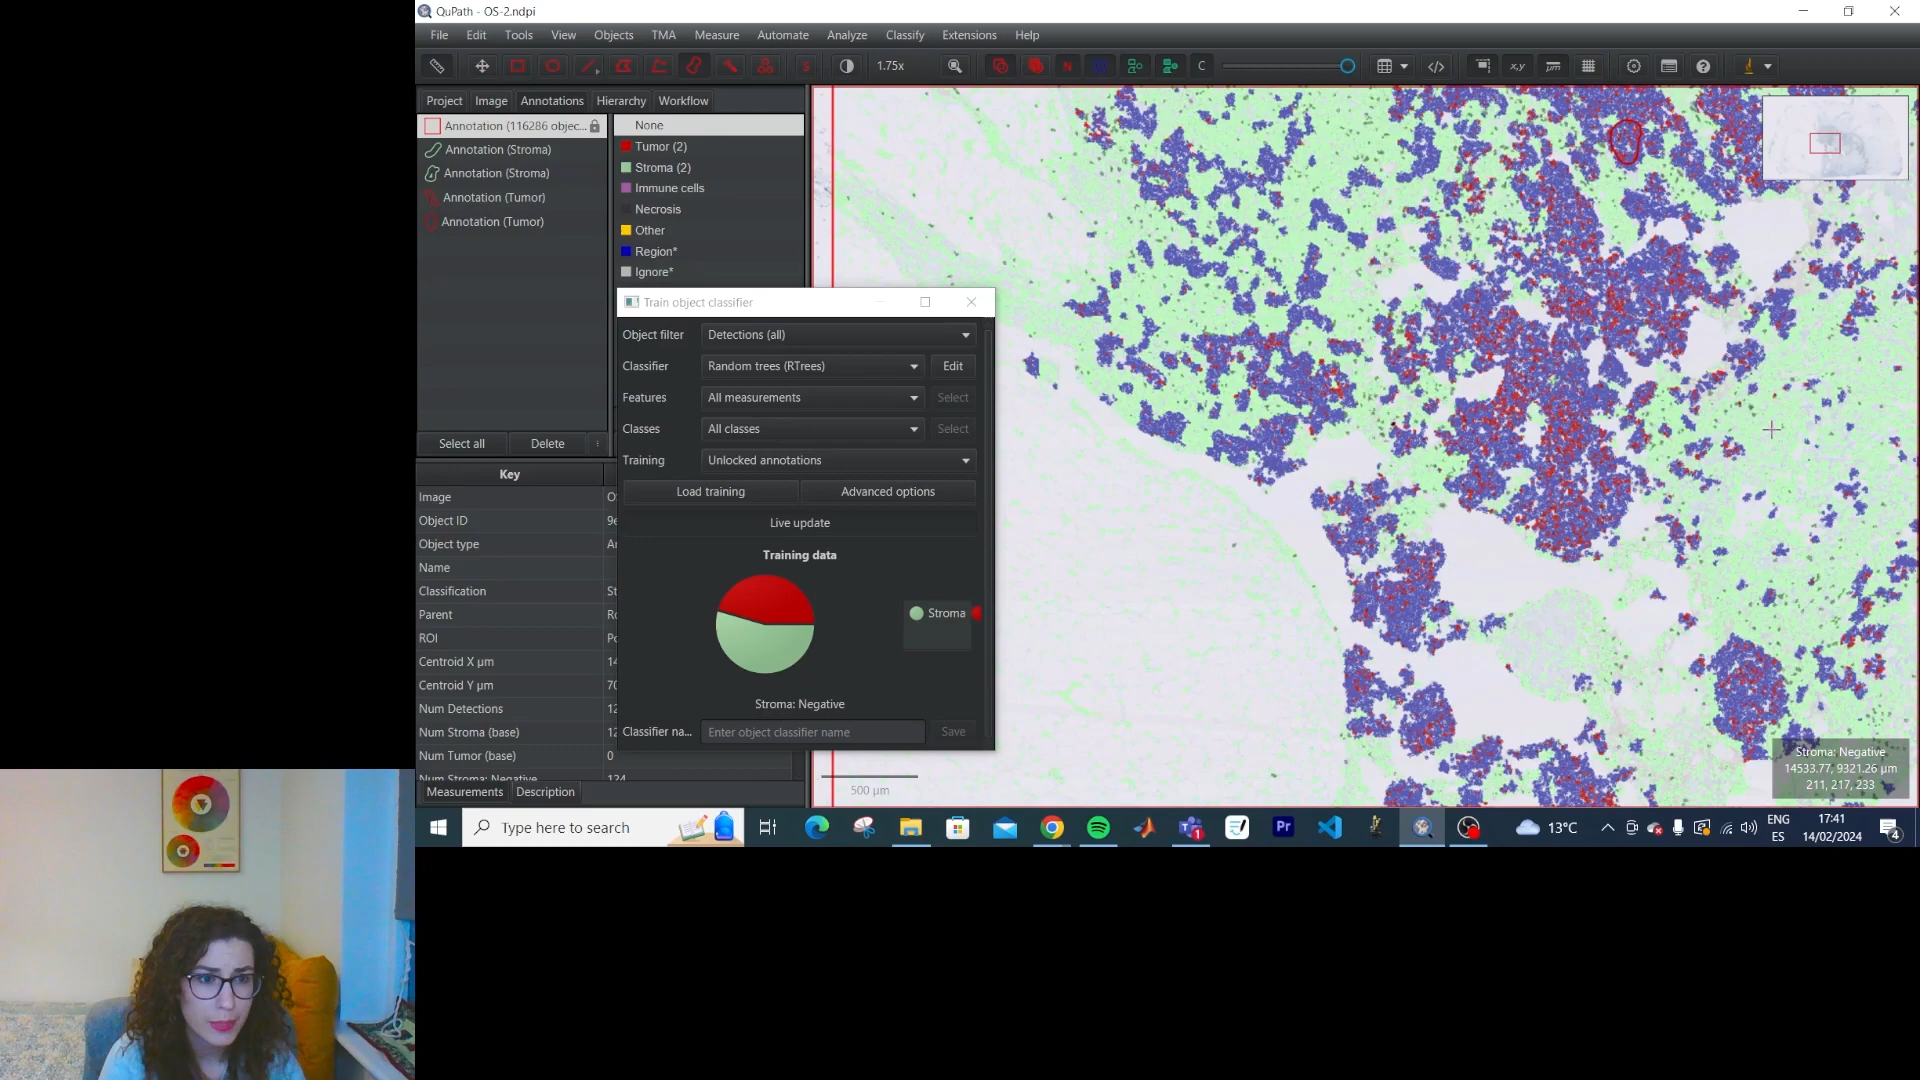 QuPath - OS-2.ndpi
File Edit Tools View Objects TMA Measure Automate Analyze Classify Extensions Help
S 1.75x N C x,y µm
Project Image Annotations Hierarchy Workflow
Annotation (116286 objec...
Annotation (Stroma)
Annotation (Stroma)
Annotation (Tumor)
Annotation (Tumor)
None
Tumor (2)
Stroma (2)
Immune cells
Necrosis
Other
Region*
Ignore*
Select all Delete
Train object classifier
Object filter Detections (all)
Classifier Random trees (RTrees) Edit
Features All measurements Select
Classes All classes Select
Training Unlocked annotations
Load training Advanced options
Live update
Training data
Stroma
Stroma: Negative
Classifier na... Enter object classifier name Save
Key
Image
Object ID
Object type
Name
Classification
Parent
ROI
Centroid X µm
Centroid Y µm
Num Detections
Num Stroma (base)
Num Tumor (base) 0
Num Stroma: Negative 124
Measurements Description
500 µm
Stroma: Negative
14533.77, 9321.26 µm
211, 217, 233
Type here to search
13°C
ENG
ES
17:41
14/02/2024
4